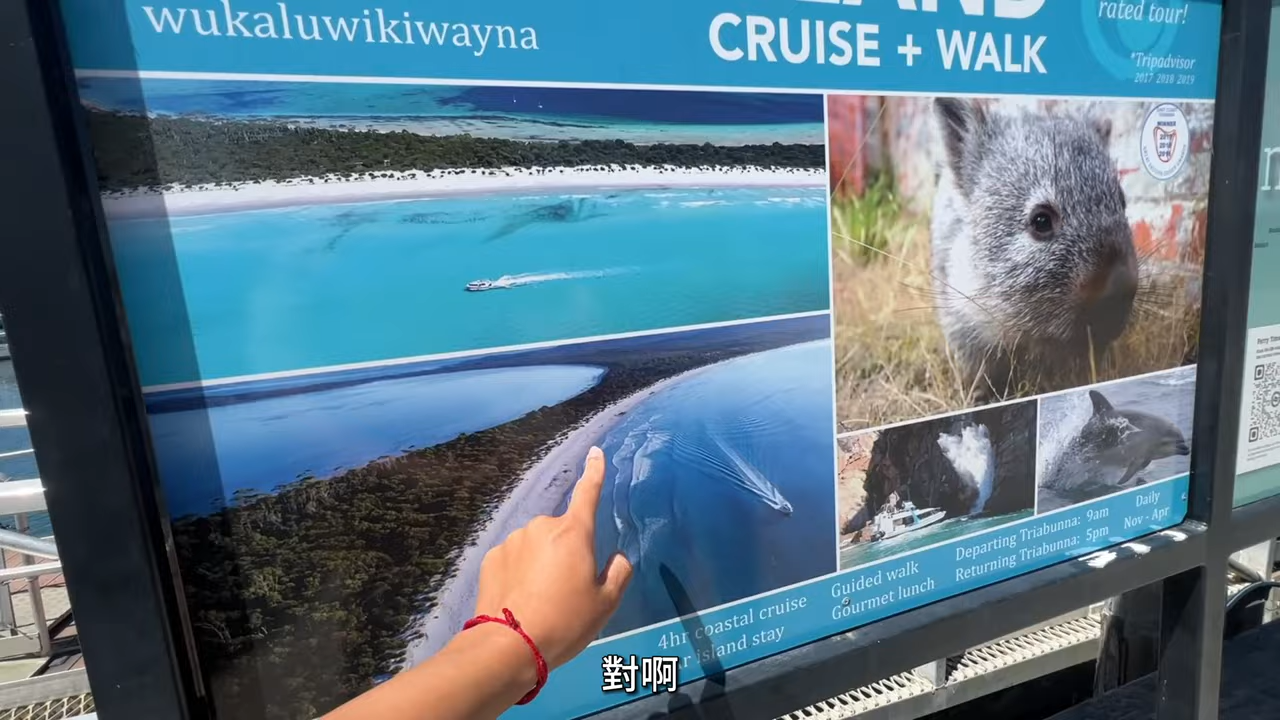 wukaluwikiwayna
CRUISE + WALK
rated tour!
*Tripadvisor
2017 2018 2019
WINNER
4hr coastal cruise
island stay
Guided walk
Gourmet lunch
Departing Triabunna: 9am
Returning Triabunna: 5pm
Daily
Nov - Apr
對啊